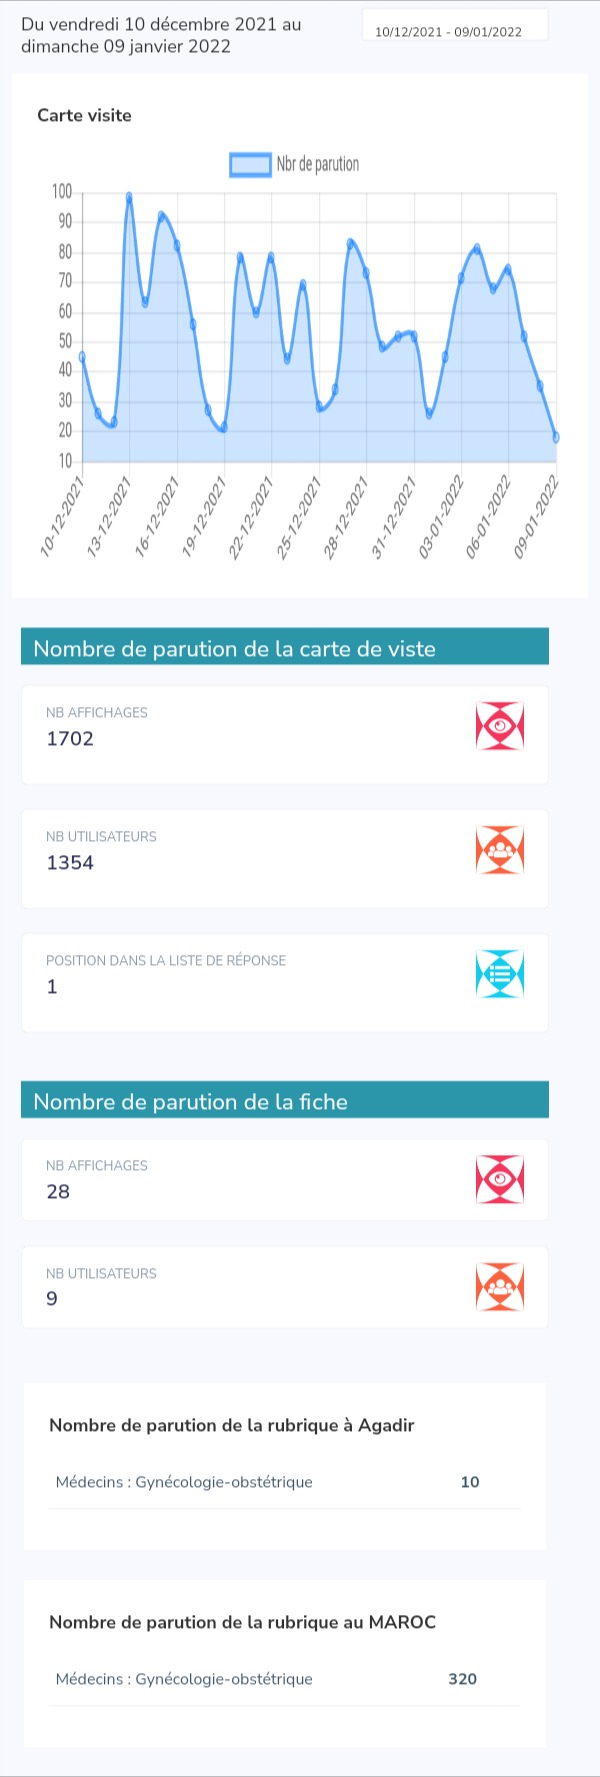 Du vendredi 10 décembre 2021 au
dimanche 09 janvier 2022
10/12/2021 - 09/01/2022
Carte visite
Nbr de parution
100
90
80
70
60
50
40
30
20
10
10-12-2021
13-12-2021
16-12-2021
19-12-2021
22-12-2021
25-12-2021
28-12-2021
31-12-2021
03-01-2022
06-01-2022
09-01-2022
Nombre de parution de la carte de viste
NB AFFICHAGES
1702
NB UTILISATEURS
1354
POSITION DANS LA LISTE DE RÉPONSE
1
Nombre de parution de la fiche
NB AFFICHAGES
28
NB UTILISATEURS
9
Nombre de parution de la rubrique à Agadir
Médecins : Gynécologie-obstétrique 10
Nombre de parution de la rubrique au MAROC
Médecins : Gynécologie-obstétrique 320